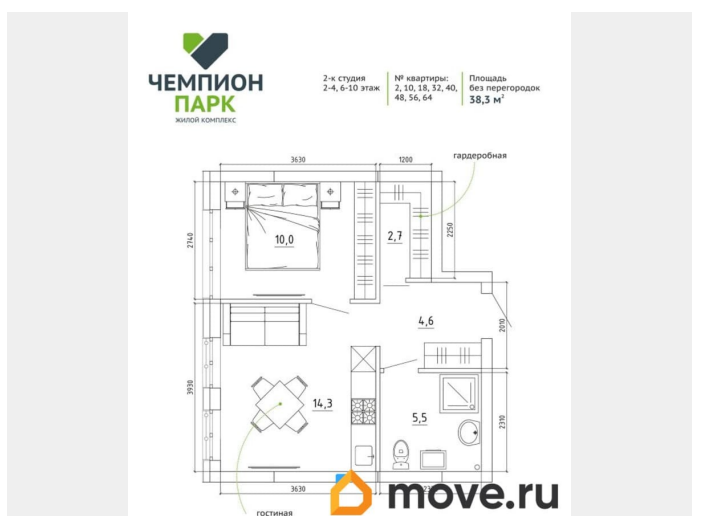 ЧЕМПИОН
ПАРК
ЖИЛОЙ КОМПЛЕКС
2-к студия
2-4, 6-10 этаж
№ квартиры:
2, 10, 18, 32, 40,
48, 56, 64
Площадь
без перегородок
38,3 м²
3630
1200
гардеробная
2740
10,0
2,7
2250
4,6
2010
3930
14,3
5,5
2310
3630
гостиная
move.ru